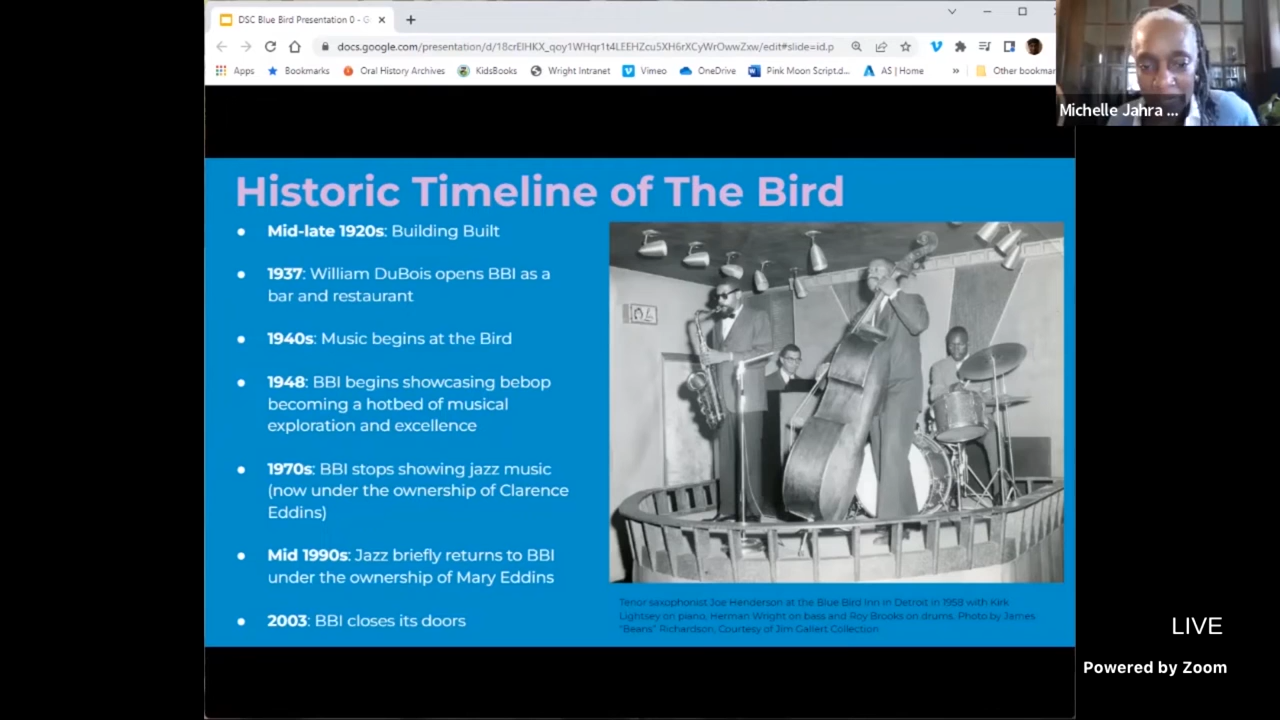 DSC Blue Bird Presentation 0 - G
docs.google.com/presentation/d/18crElHKX_qoy1WHqr1t4LEEHZcu5XH6rXCyWrOwwZxw/edit#slide=id.p
Apps Bookmarks Oral History Archives KidsBooks Wright Intranet Vimeo OneDrive Pink Moon Script.d... AS | Home » Other bookmar
Michelle Jahra ...
Historic Timeline of The Bird
• Mid-late 1920s: Building Built
• 1937: William DuBois opens BBI as a
bar and restaurant
• 1940s: Music begins at the Bird
• 1948: BBI begins showcasing bebop
becoming a hotbed of musical
exploration and excellence
• 1970s: BBI stops showing jazz music
(now under the ownership of Clarence
Eddins)
• Mid 1990s: Jazz briefly returns to BBI
under the ownership of Mary Eddins
• 2003: BBI closes its doors
Tenor saxophonist Joe Henderson at the Blue Bird Inn in Detroit in 1958 with Kirk
Lightsey on piano, Herman Wright on bass and Roy Brooks on drums. Photo by James
"Beans" Richardson, Courtesy of Jim Gallert Collection
LIVE
Powered by Zoom